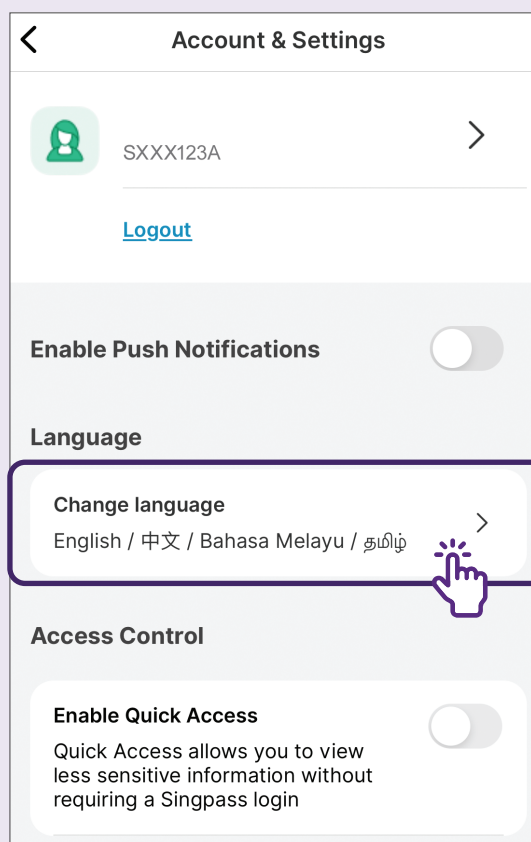 Account & Settings
SXXX123A
Logout
Enable Push Notifications
Language
Change language
English / 中文 / Bahasa Melayu / தமிழ்
Access Control
Enable Quick Access
Quick Access allows you to view
less sensitive information without
requiring a Singpass login